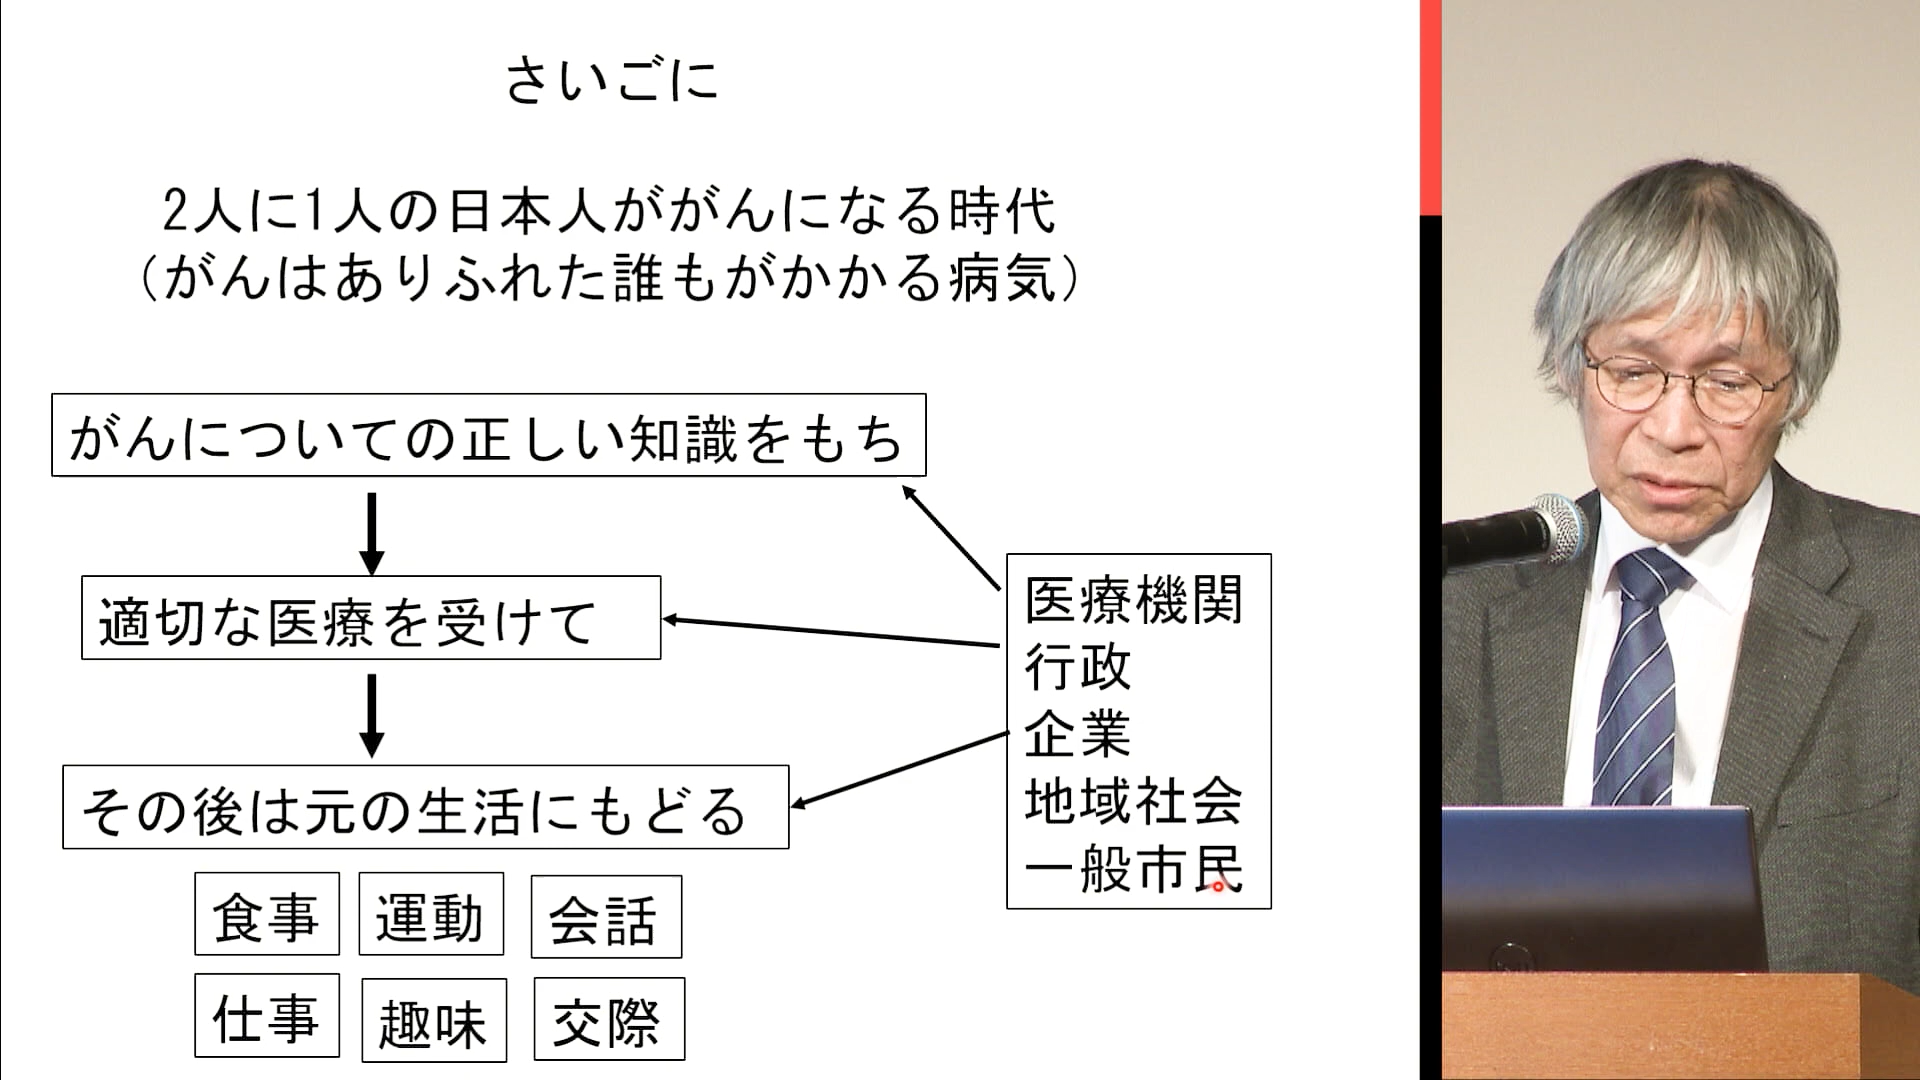 さいごに
2人に1人の日本人ががんになる時代
（がんはありふれた誰もがかかる病気）
がんについての正しい知識をもち
適切な医療を受けて
その後は元の生活にもどる
食事
運動
会話
仕事
趣味
交際
医療機関
行政
企業
地域社会
一般市民